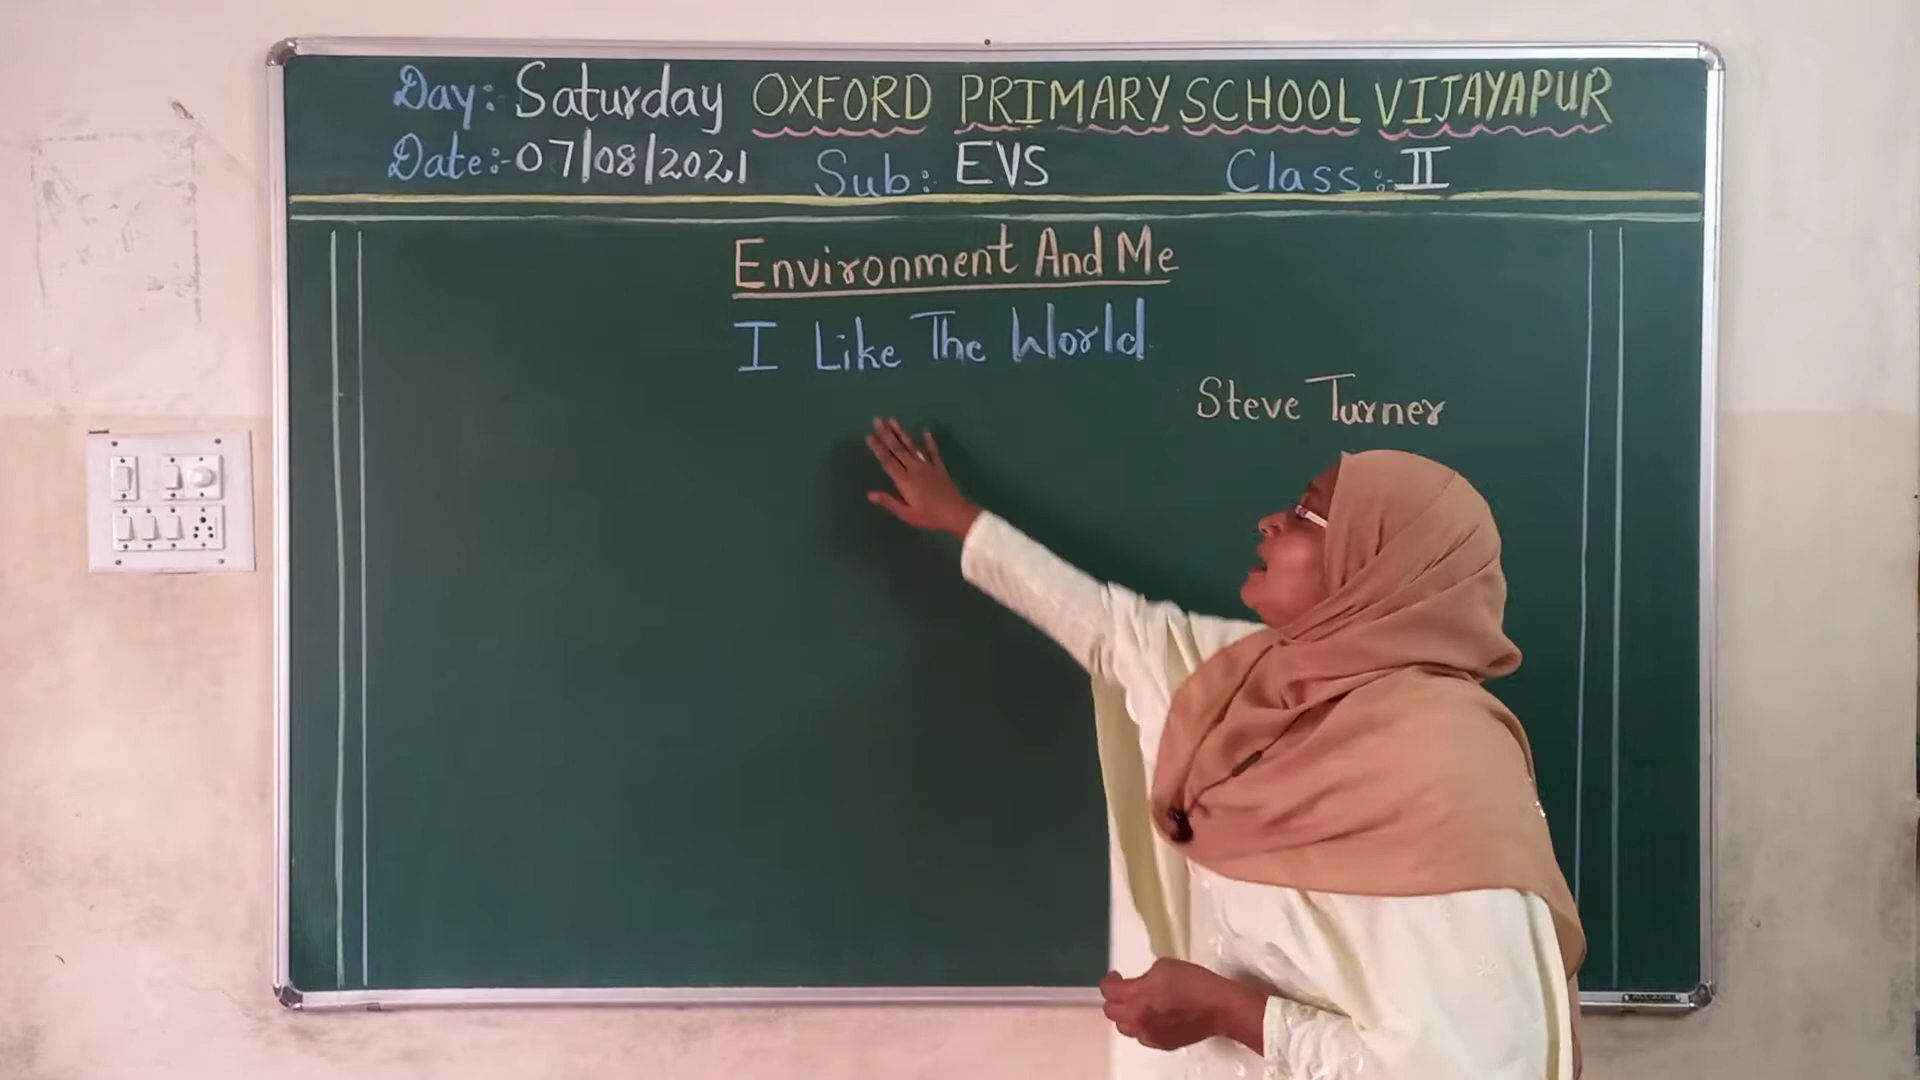 Day: Saturday OXFORD PRIMARY SCHOOL VIJAYAPUR
Date:-07/08/2021 Sub: EVS Class:-II
Environment And Me
I Like The World
Steve Turner